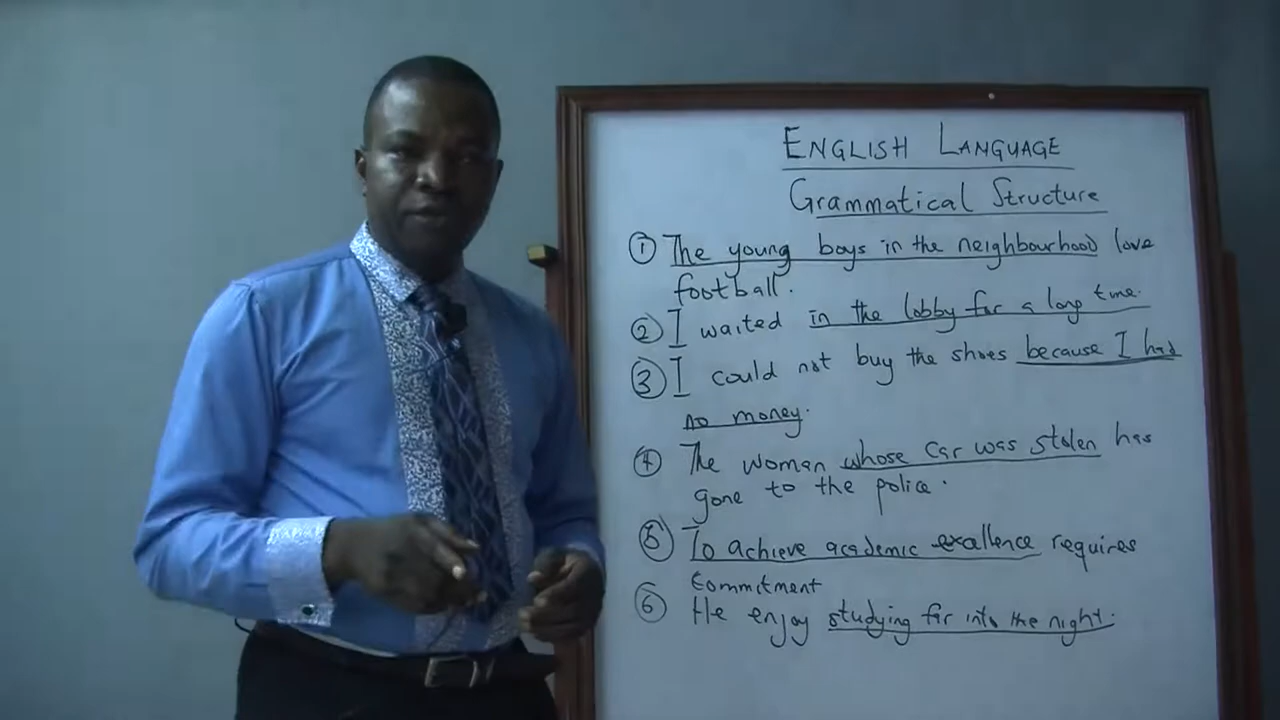 ENGLISH LANGUAGE
Grammatical Structure
① The young boys in the neighbourhood love
football.
② I waited in the lobby for a long time.
③ I could not buy the shoes because I had
no money.
④ The woman whose car was stolen has
gone to the police.
⑤ To achieve academic excellence requires
commitment
⑥ He enjoy studying far into the night.